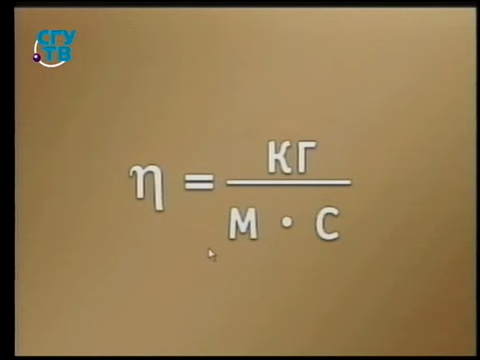 СГУ
ТВ
η = КГ / М · С